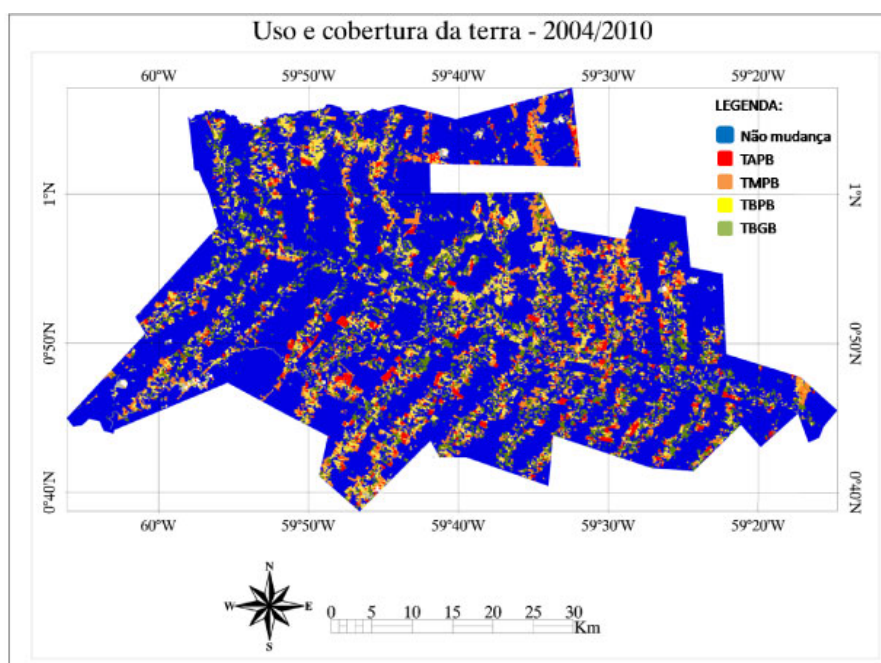 Uso e cobertura da terra - 2004/2010
60°W 59°50'W 59°40'W 59°30'W 59°20'W
LEGENDA:
Não mudança
TAPB
TMPB
TBPB
TBGB
1°N 1°N
0°50'N 0°50'N
0°40'N 0°40'N
60°W 59°50'W 59°40'W 59°30'W 59°20'W
N
W E
S
0 5 10 15 20 25 30
Km